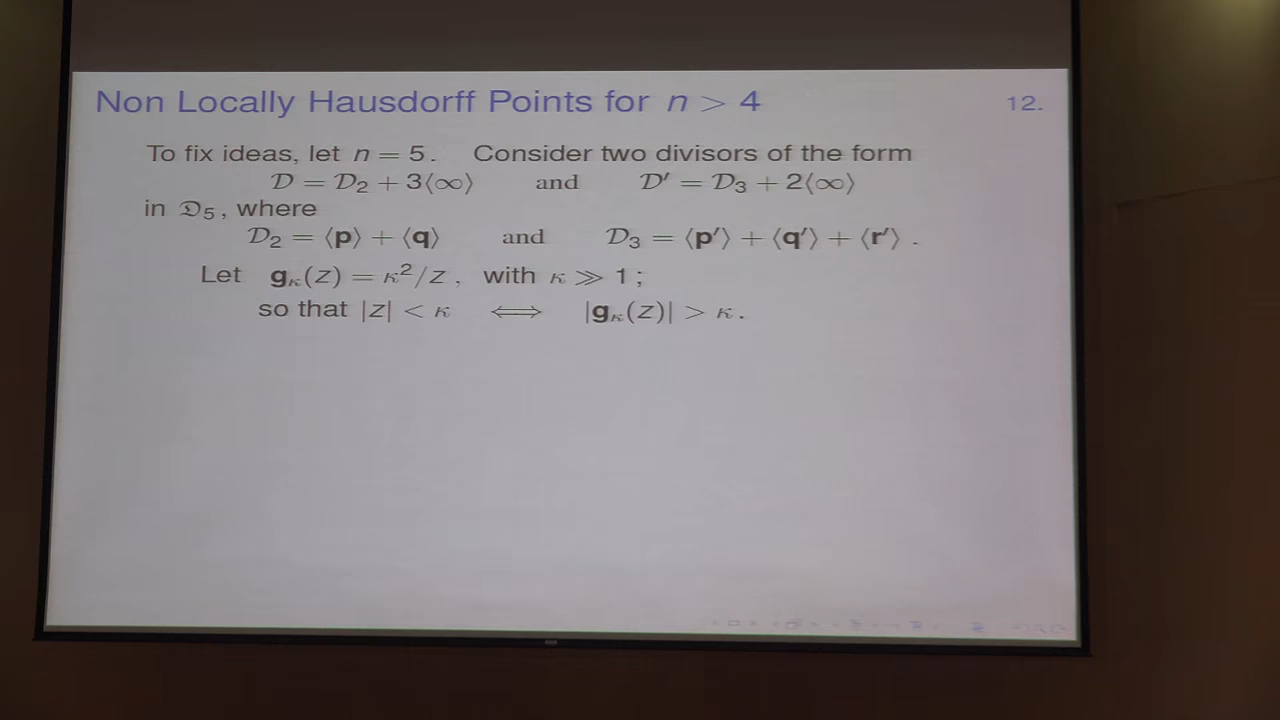 Non Locally Hausdorff Points for n > 4 12.
To fix ideas, let n = 5. Consider two divisors of the form
𝒟 = 𝒟₂ + 3⟨∞⟩ and 𝒟′ = 𝒟₃ + 2⟨∞⟩
in 𝔇₅, where
𝒟₂ = ⟨p⟩ + ⟨q⟩ and 𝒟₃ = ⟨p′⟩ + ⟨q′⟩ + ⟨r′⟩ .
Let g_κ(z) = κ²/z , with κ ≫ 1 ;
so that |z| < κ ⟺ |g_κ(z)| > κ.